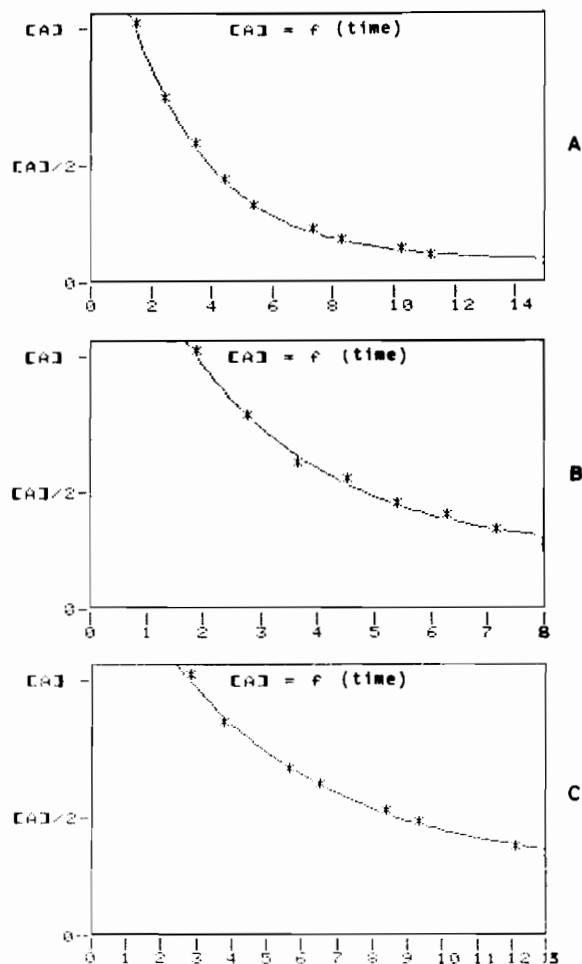 [A] = f (time)
[A]
[A]/2
0
A
0 2 4 6 8 10 12 14
[A] = f (time)
[A]
[A]/2
0
B
0 1 2 3 4 5 6 7 8
[A] = f (time)
[A]
[A]/2
0
C
0 1 2 3 4 5 6 7 8 9 10 11 12 13